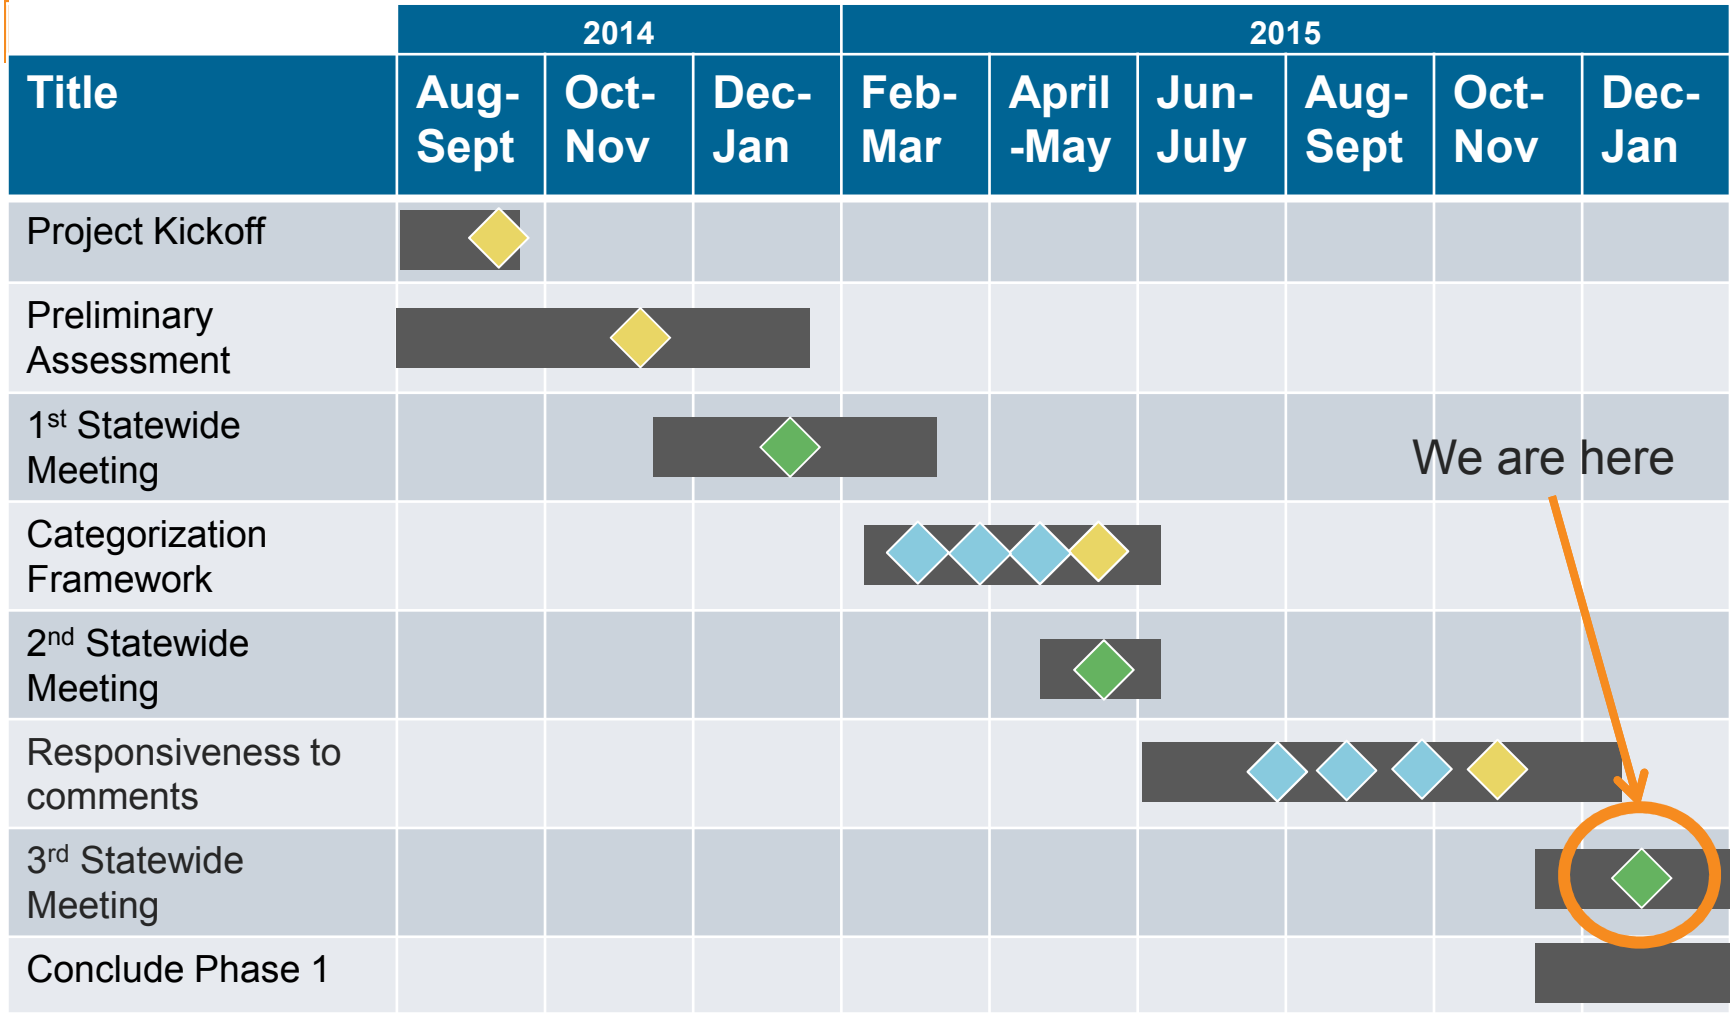 2014 2015
Title Aug- Oct- Dec- Feb- April Jun- Aug- Oct- Dec-
Sept Nov Jan Mar -May July Sept Nov Jan
Project Kickoff
Preliminary
Assessment
1st Statewide
Meeting
We are here
Categorization
Framework
2nd Statewide
Meeting
Responsiveness to
comments
3rd Statewide
Meeting
Conclude Phase 1